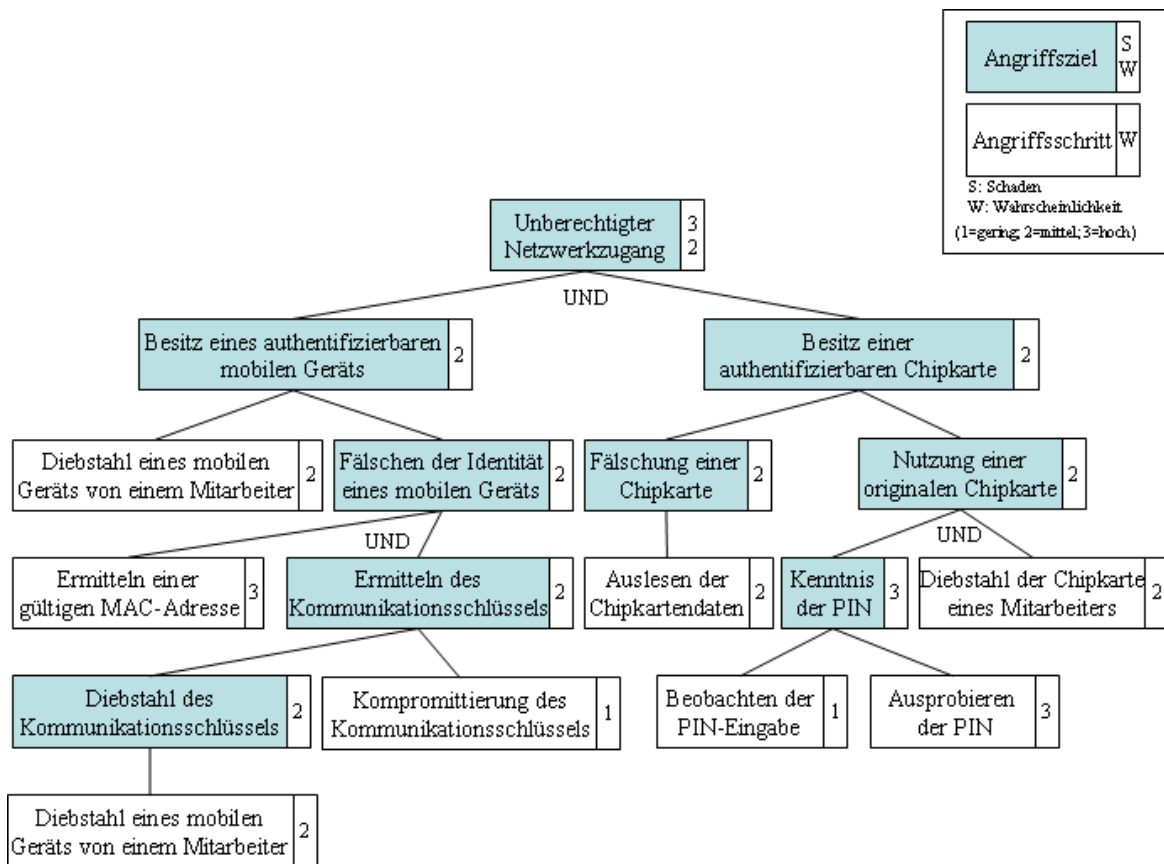 Angriffsziel
S
W
Angriffsschritt
W
S: Schaden
W: Wahrscheinlichkeit
(1=gering; 2=mittel; 3=hoch)
Unberechtigter
Netzwerkzugang
3
2
UND
Besitz eines authentifizierbaren
mobilen Geräts
2
Besitz einer
authentifizierbaren Chipkarte
2
Diebstahl eines mobilen
Geräts von einem Mitarbeiter
2
Fälschen der Identität
eines mobilen Geräts
2
Fälschung einer
Chipkarte
2
Nutzung einer
originalen Chipkarte
2
UND
UND
Ermitteln einer
gültigen MAC-Adresse
3
Ermitteln des
Kommunikationsschlüssels
2
Auslesen der
Chipkartendaten
2
Kenntnis
der PIN
3
Diebstahl der Chipkarte
eines Mitarbeiters
2
Diebstahl des
Kommunikationsschlüssels
2
Kompromittierung des
Kommunikationsschlüssels
1
Beobachten der
PIN-Eingabe
1
Ausprobieren
der PIN
3
Diebstahl eines mobilen
Geräts von einem Mitarbeiter
2